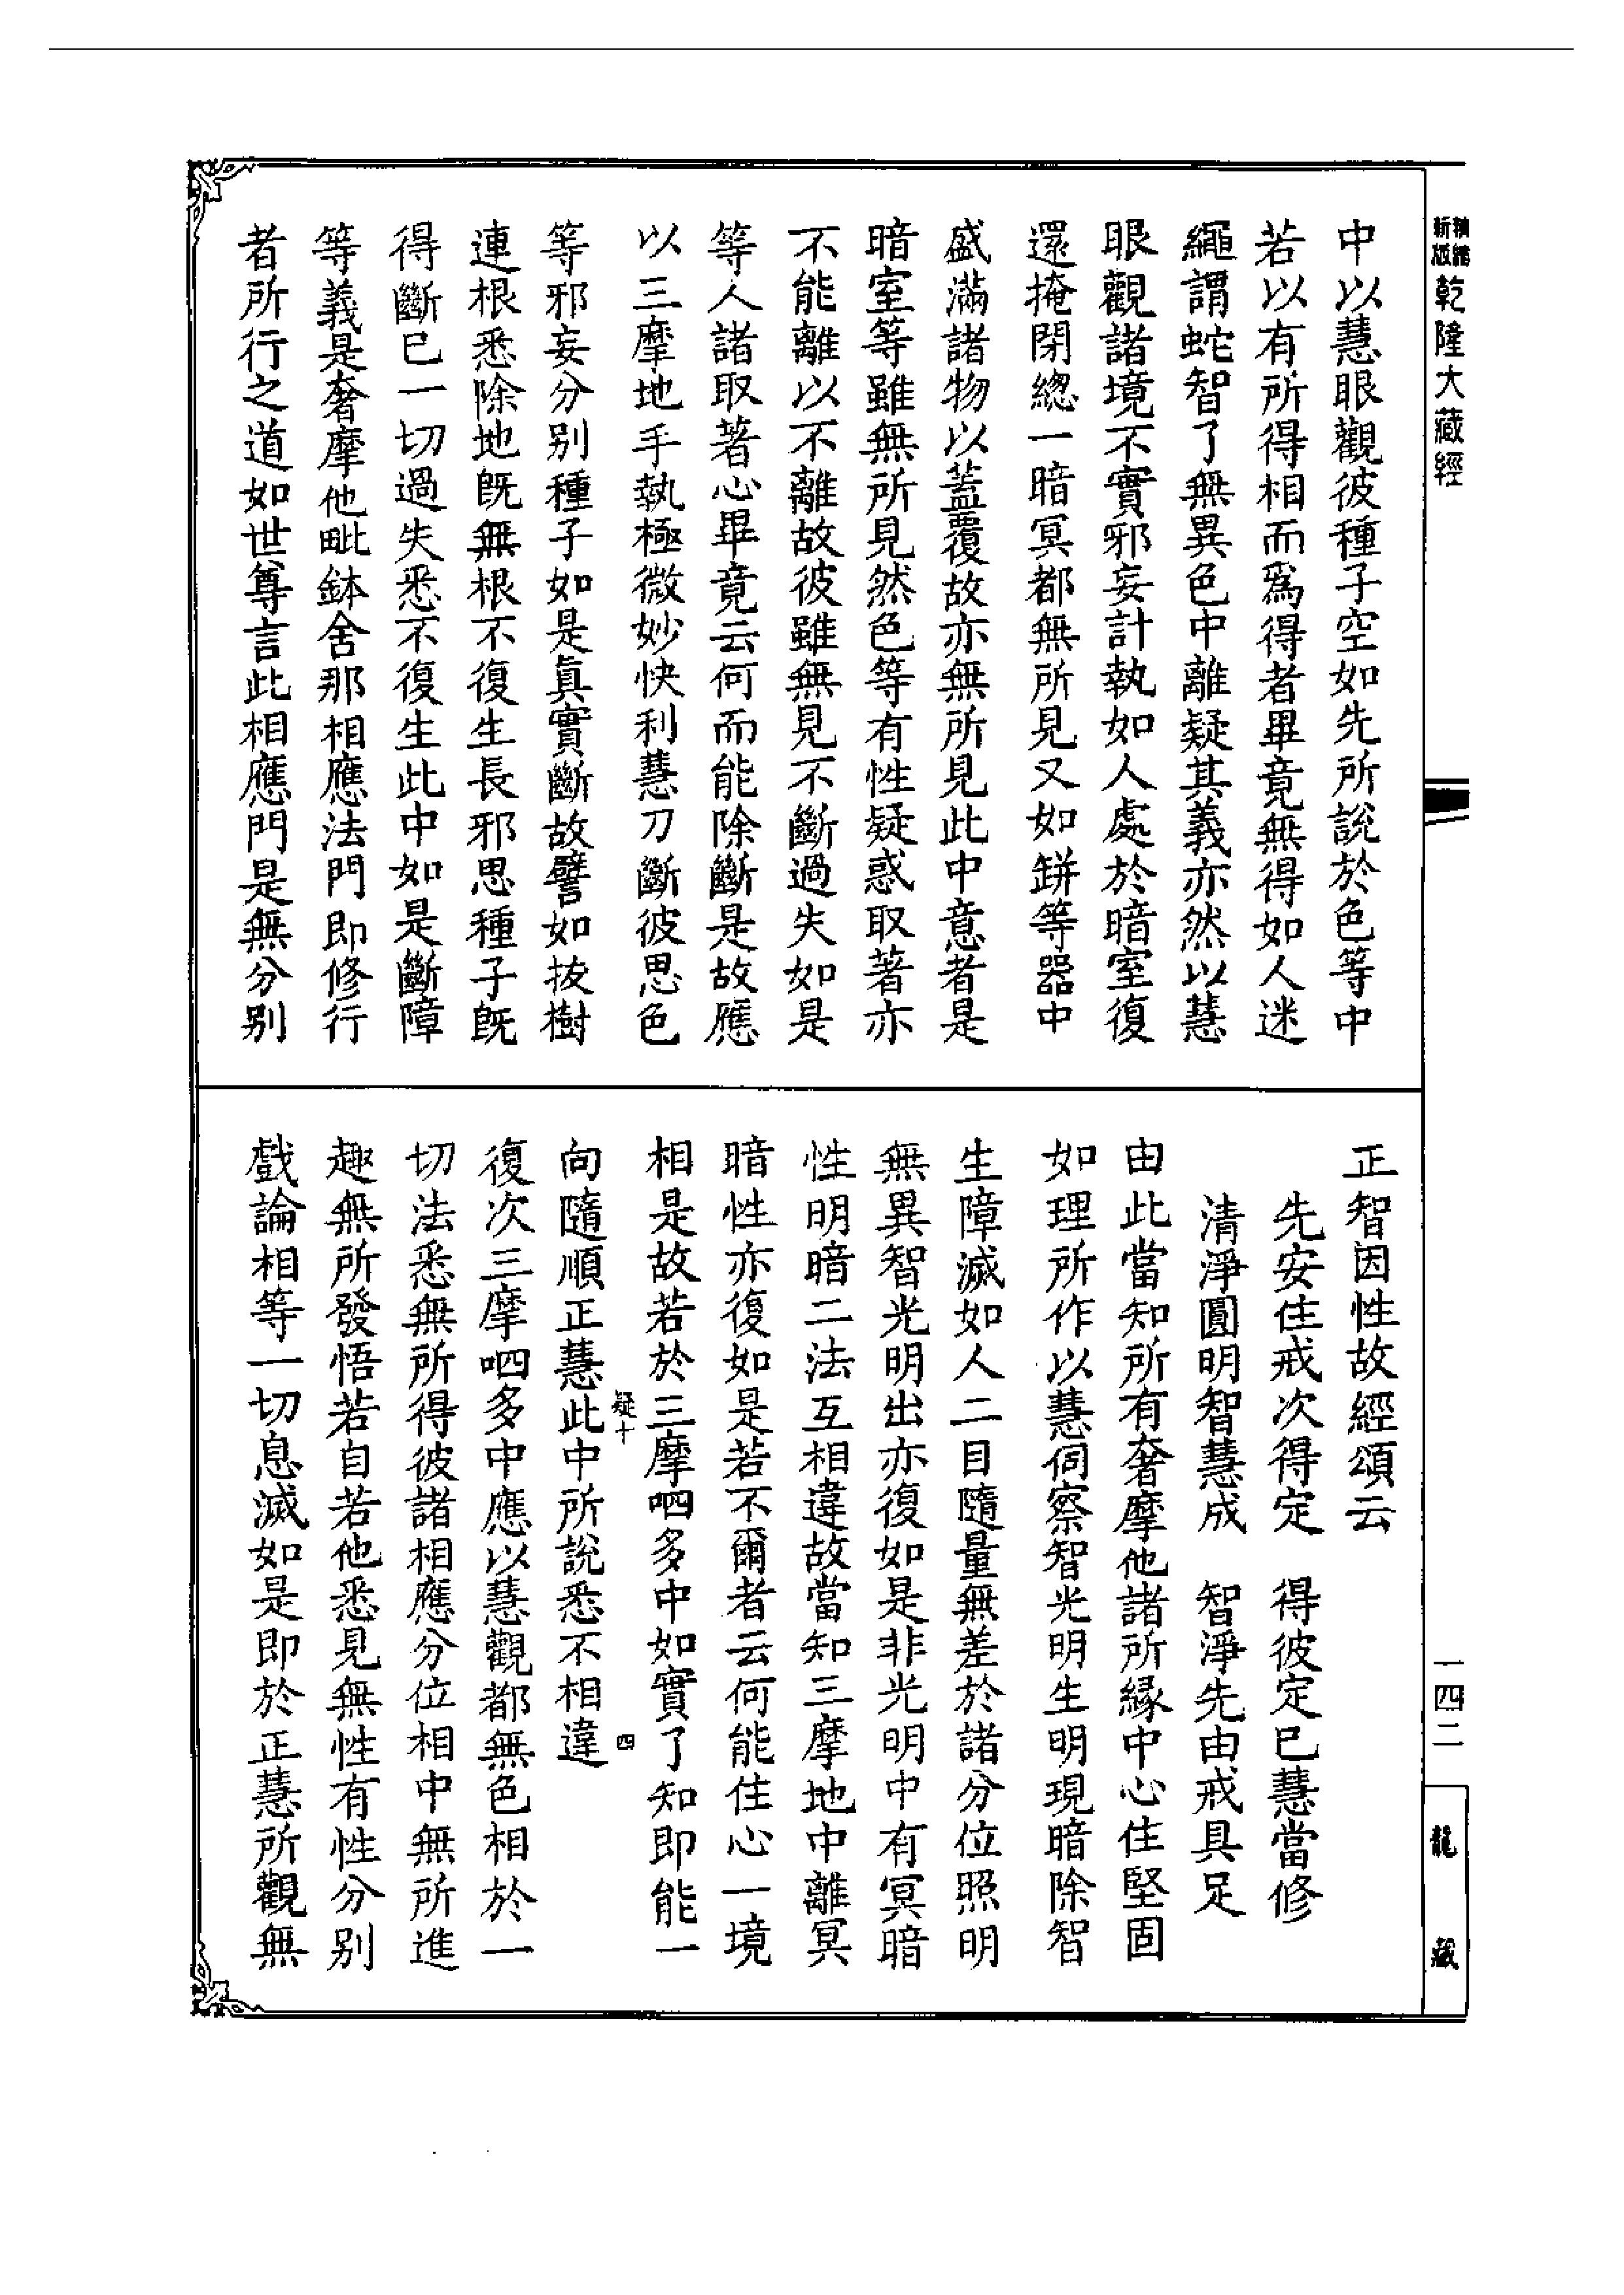 新版
精縮
乾隆大藏經
中以慧眼觀彼種子空如先所說於色等中
若以有所得相而爲得者畢竟無得如人迷
繩謂蛇智了無異色中離疑其義亦然以慧
眼觀諸境不實邪妄計執如人處於暗室復
還掩閉總一暗冥都無所見又如缾等器中
盛滿諸物以蓋覆故亦無所見此中意者是
暗室等雖無所見然色等有性疑惑取著亦
不能離以不離故彼雖無見不斷過失如是
等人諸取著心畢竟云何而能除斷是故應
以三摩地手執極微妙快利慧刀斷彼思色
等邪妄分別種子如是真實斷故譬如拔樹
連根悉除地旣無根不復生長邪思種子旣
得斷已一切過失悉不復生此中如是斷障
等義是奢摩他毗鉢舍那相應法門即修行
者所行之道如世尊言此相應門是無分別
正智因性故經頌云
先安住戒次得定　得彼定已慧當修
清淨圓明智慧成　智淨先由戒具足
由此當知所有奢摩他諸所緣中心住堅固
如理所作以慧伺察智光明生明現暗除智
生障滅如人二目隨量無差於諸分位照明
無異智光明出亦復如是非光明中有冥暗
性明暗二法互相違故當知三摩地中離冥
暗性亦復如是若不爾者云何能住心一境
相是故若於三摩呬多中如實了知即能一
疑十　四
向隨順正慧此中所說悉不相違
復次三摩呬多中應以慧觀都無色相於一
切法悉無所得彼諸相應分位相中無所進
趣無所發悟若自若他悉見無性有性分別
戲論相等一切息滅如是即於正慧所觀無
一四二
龍藏